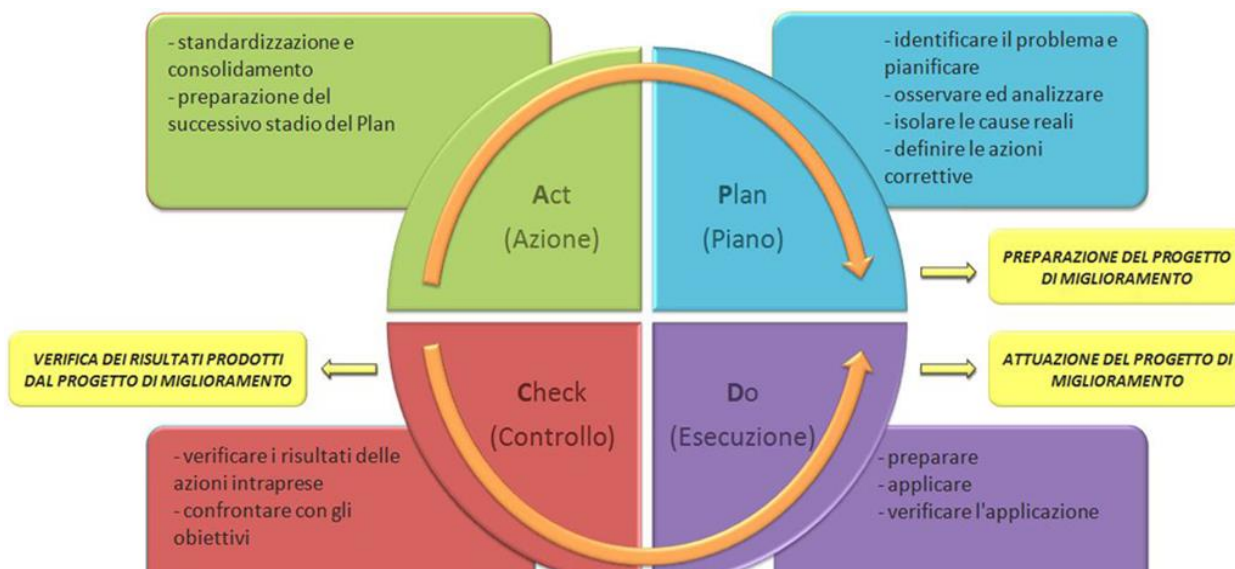 - standardizzazione e
consolidamento
- preparazione del
successivo stadio del Plan
- identificare il problema e
pianificare
- osservare ed analizzare
- isolare le cause reali
- definire le azioni
correttive
Act
(Azione)
Plan
(Piano)
PREPARAZIONE DEL PROGETTO
DI MIGLIORAMENTO
VERIFICA DEI RISULTATI PRODOTTI
DAL PROGETTO DI MIGLIORAMENTO
ATTUAZIONE DEL PROGETTO DI
MIGLIORAMENTO
Check
(Controllo)
Do
(Esecuzione)
- verificare i risultati delle
azioni intraprese
- confrontare con gli
obiettivi
- preparare
- applicare
- verificare l'applicazione